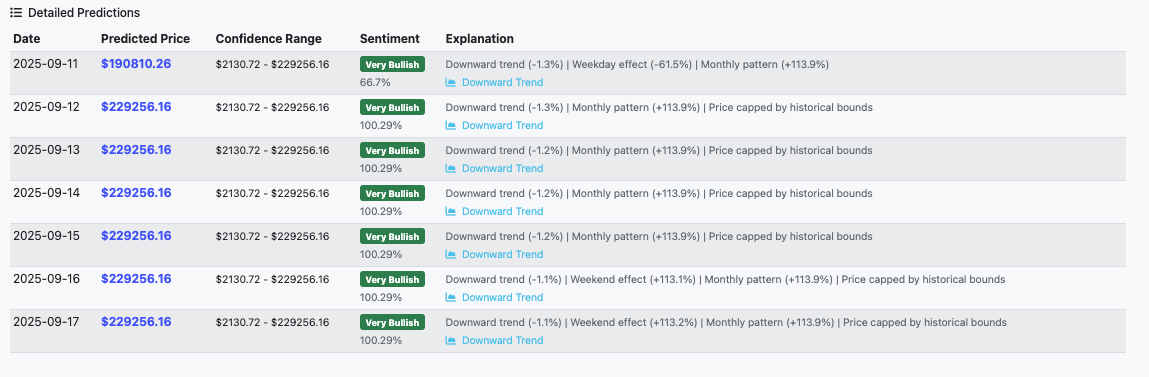 Detailed Predictions
Date Predicted Price Confidence Range Sentiment Explanation
2025-09-11 $190810.26 $2130.72 - $229256.16 Very Bullish Downward trend (-1.3%) | Weekday effect (-61.5%) | Monthly pattern (+113.9%)
66.7% Downward Trend
2025-09-12 $229256.16 $2130.72 - $229256.16 Very Bullish Downward trend (-1.3%) | Monthly pattern (+113.9%) | Price capped by historical bounds
100.29% Downward Trend
2025-09-13 $229256.16 $2130.72 - $229256.16 Very Bullish Downward trend (-1.2%) | Monthly pattern (+113.9%) | Price capped by historical bounds
100.29% Downward Trend
2025-09-14 $229256.16 $2130.72 - $229256.16 Very Bullish Downward trend (-1.2%) | Monthly pattern (+113.9%) | Price capped by historical bounds
100.29% Downward Trend
2025-09-15 $229256.16 $2130.72 - $229256.16 Very Bullish Downward trend (-1.2%) | Monthly pattern (+113.9%) | Price capped by historical bounds
100.29% Downward Trend
2025-09-16 $229256.16 $2130.72 - $229256.16 Very Bullish Downward trend (-1.1%) | Weekend effect (+113.1%) | Monthly pattern (+113.9%) | Price capped by historical bounds
100.29% Downward Trend
2025-09-17 $229256.16 $2130.72 - $229256.16 Very Bullish Downward trend (-1.1%) | Weekend effect (+113.2%) | Monthly pattern (+113.9%) | Price capped by historical bounds
100.29% Downward Trend